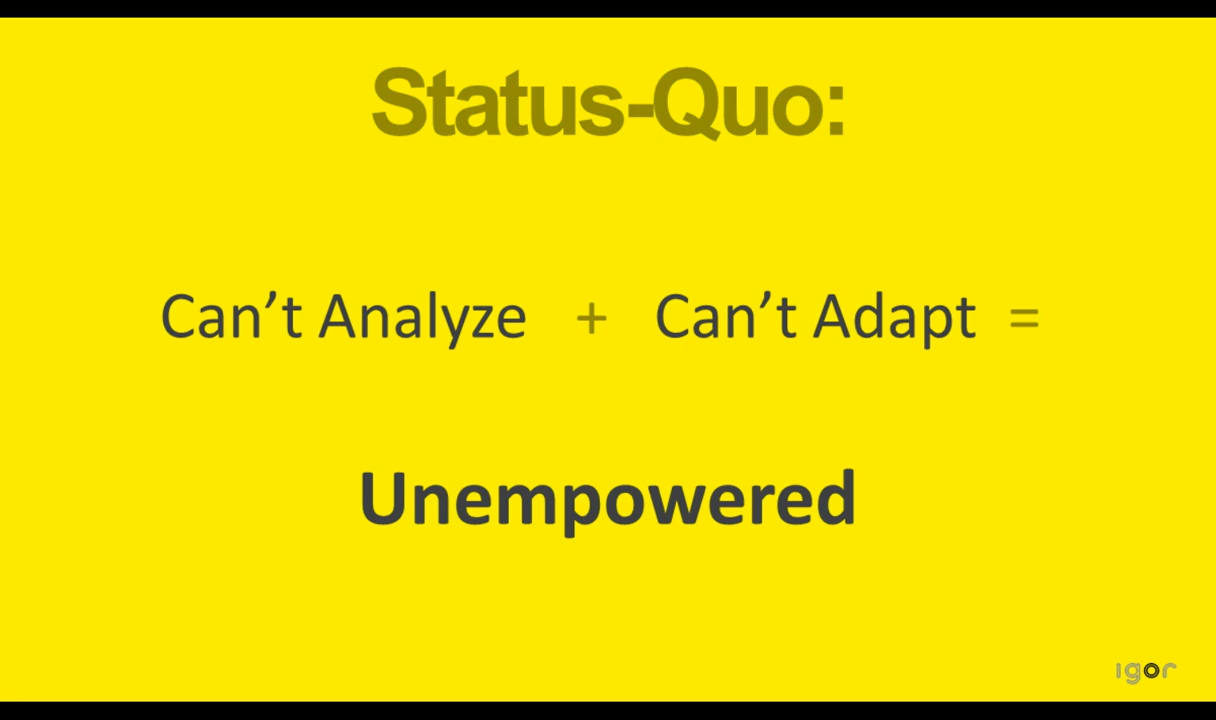 Status-Quo:
Can’t Analyze + Can’t Adapt =
Unempowered
igor